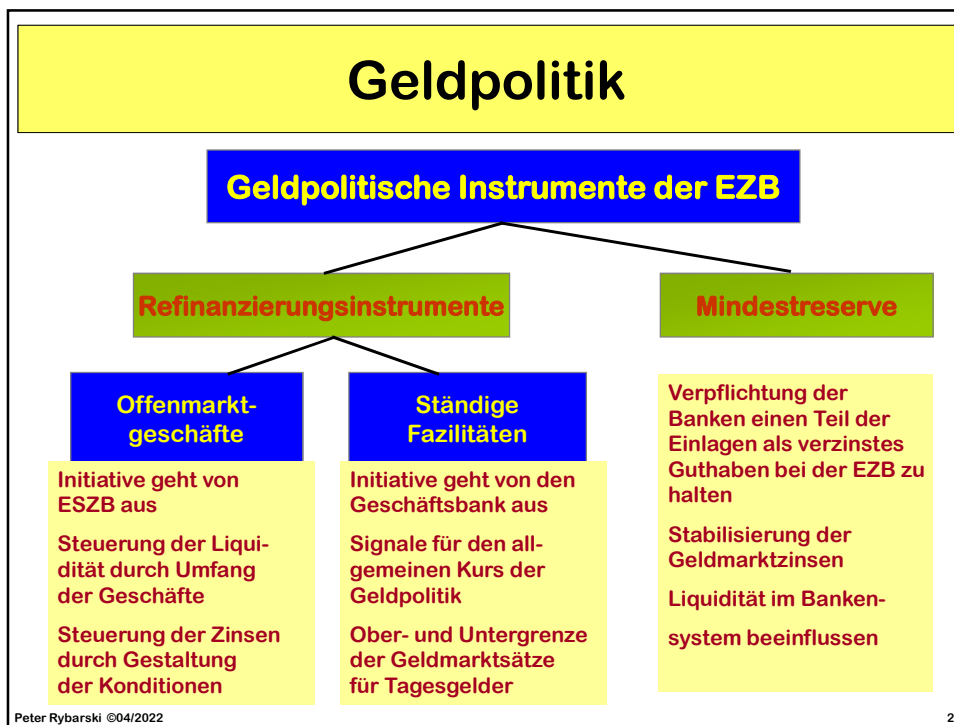 Geldpolitik
Geldpolitische Instrumente der EZB
Refinanzierungsinstrumente
Mindestreserve
Offenmarkt-
geschäfte
Ständige
Fazilitäten
Initiative geht von
ESZB aus
Steuerung der Liqui-
dität durch Umfang
der Geschäfte
Steuerung der Zinsen
durch Gestaltung
der Konditionen
Initiative geht von den
Geschäftsbank aus
Signale für den all-
gemeinen Kurs der
Geldpolitik
Ober- und Untergrenze
der Geldmarktsätze
für Tagesgelder
Verpflichtung der
Banken einen Teil der
Einlagen als verzinstes
Guthaben bei der EZB zu
halten
Stabilisierung der
Geldmarktzinsen
Liquidität im Banken-
system beeinflussen
Peter Rybarski ©04/2022
2